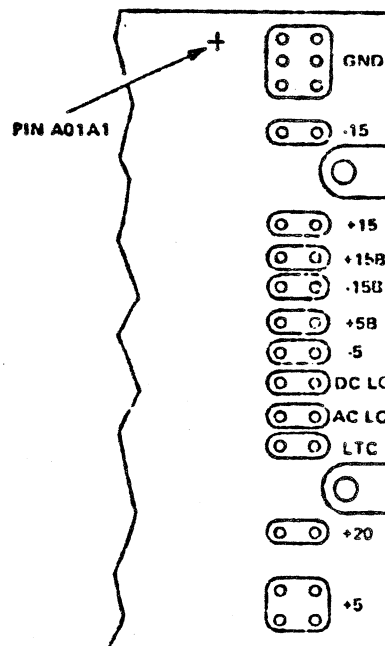 GND
PIN A01A1
-15
+15
+15B
-15B
+5B
-5
DC LO
AC LO
LTC
+20
+5